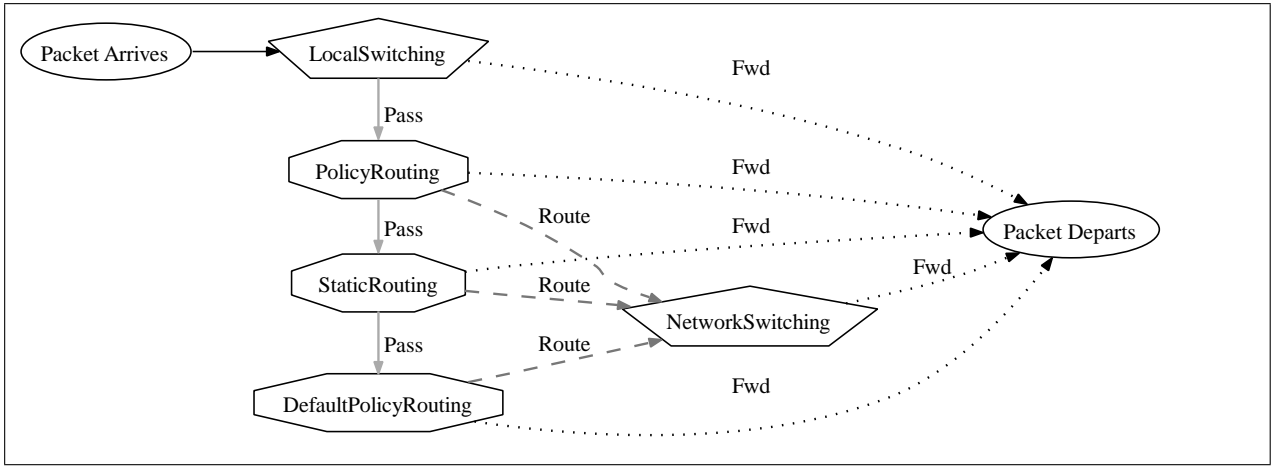 Packet Arrives
LocalSwitching
Fwd
Pass
PolicyRouting
Fwd
Route
Pass
Fwd
Packet Departs
StaticRouting
Route
Fwd
NetworkSwitching
Pass
Route
DefaultPolicyRouting
Fwd